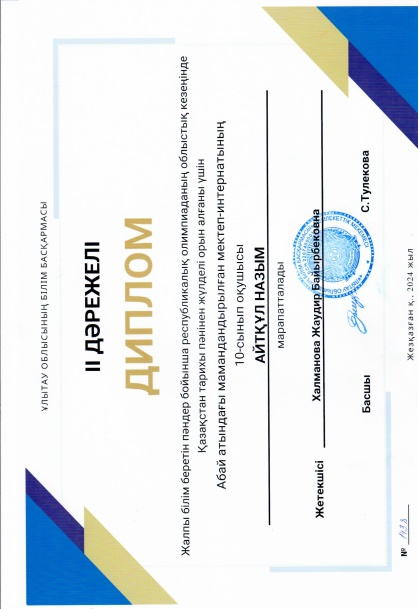 ҰЛЫТАУ ОБЛЫСЫНЫҢ БІЛІМ БАСҚАРМАСЫ
ІІ ДӘРЕЖЕЛІ
ДИПЛОМ
Жалпы білім беретін пәндер бойынша республикалық олимпиаданың облыстық кезеңінде
Қазақстан тарихы пәнінен жүлделі орын алғаны үшін
Абай атындағы мамандандырылған мектеп-интернатының
10-сынып оқушысы
АЙТҚҰЛ НАЗЫМ
марапатталады
Жетекшісі Халманова Жаудир Байырбековна
Басшы С.Тулекова
№ Жезқазған қ., 2024 жыл